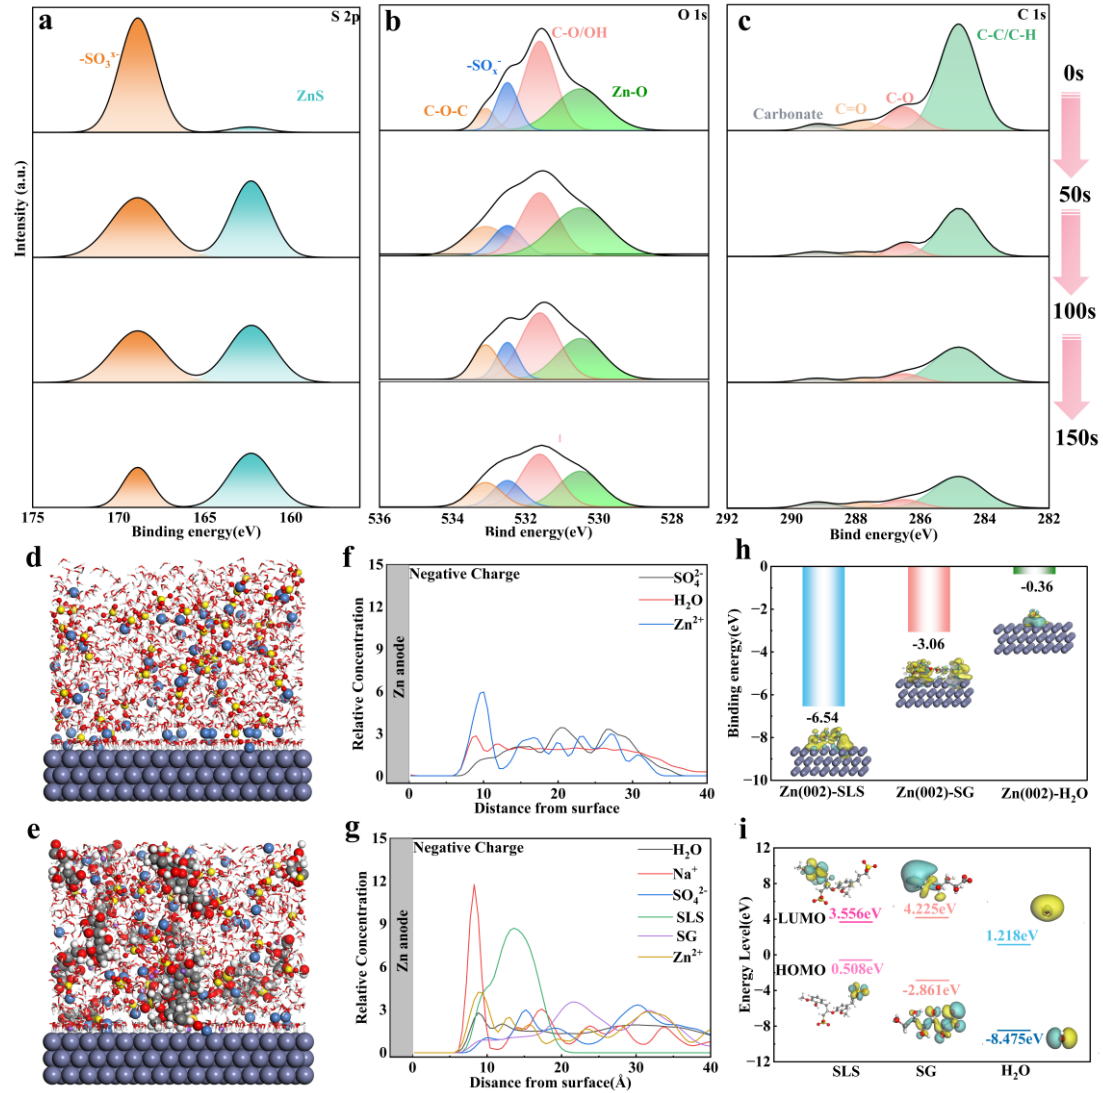 a
S 2p
-SO₃ˣ⁻
ZnS
Intensity (a.u.)
175
170
165
160
Binding energy(eV)
b
O 1s
C-O/OH
-SOₓ⁻
C-O-C
Zn-O
536
534
532
530
528
Bind energy(eV)
c
C 1s
C-C/C-H
C-O
C=O
Carbonate
292
290
288
286
284
282
Bind energy(eV)
0s
50s
100s
150s
d
e
f
Negative Charge
Zn anode
SO₄²⁻
H₂O
Zn²⁺
Relative Concentration
15
12
9
6
3
0
0
10
20
30
40
Distance from surface
g
Negative Charge
Zn anode
H₂O
Na⁺
SO₄²⁻
SLS
SG
Zn²⁺
Relative Concentration
15
12
9
6
3
0
0
10
20
30
40
Disance from surface(Å)
h
Binding energy(eV)
0
−2
−4
−6
−8
−10
-6.54
-3.06
-0.36
Zn(002)-SLS
Zn(002)-SG
Zn(002)-H₂O
i
Energy Level(eV)
12
8
4
0
−4
−8
−12
LUMO
3.556eV
4.225eV
1.218eV
HOMO
0.508eV
-2.861eV
-8.475eV
SLS
SG
H₂O